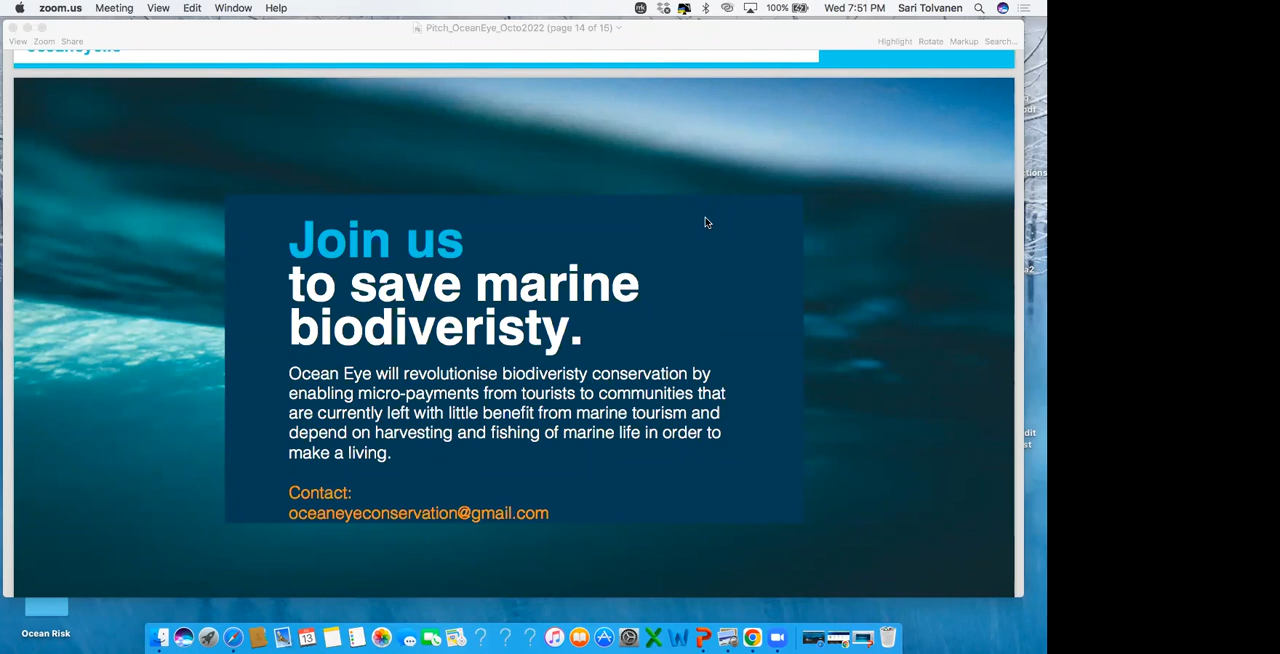 zoom.us Meeting View Edit Window Help 100% Wed 7:51 PM Sari Tolvanen
Pitch_OceanEye_Octo2022 (page 14 of 15)
View Zoom Share Highlight Rotate Markup Search...
Join us
to save marine
biodiveristy.
Ocean Eye will revolutionise biodiveristy conservation by
enabling micro-payments from tourists to communities that
are currently left with little benefit from marine tourism and
depend on harvesting and fishing of marine life in order to
make a living.
Contact:
oceaneyeconservation@gmail.com
Ocean Risk
13